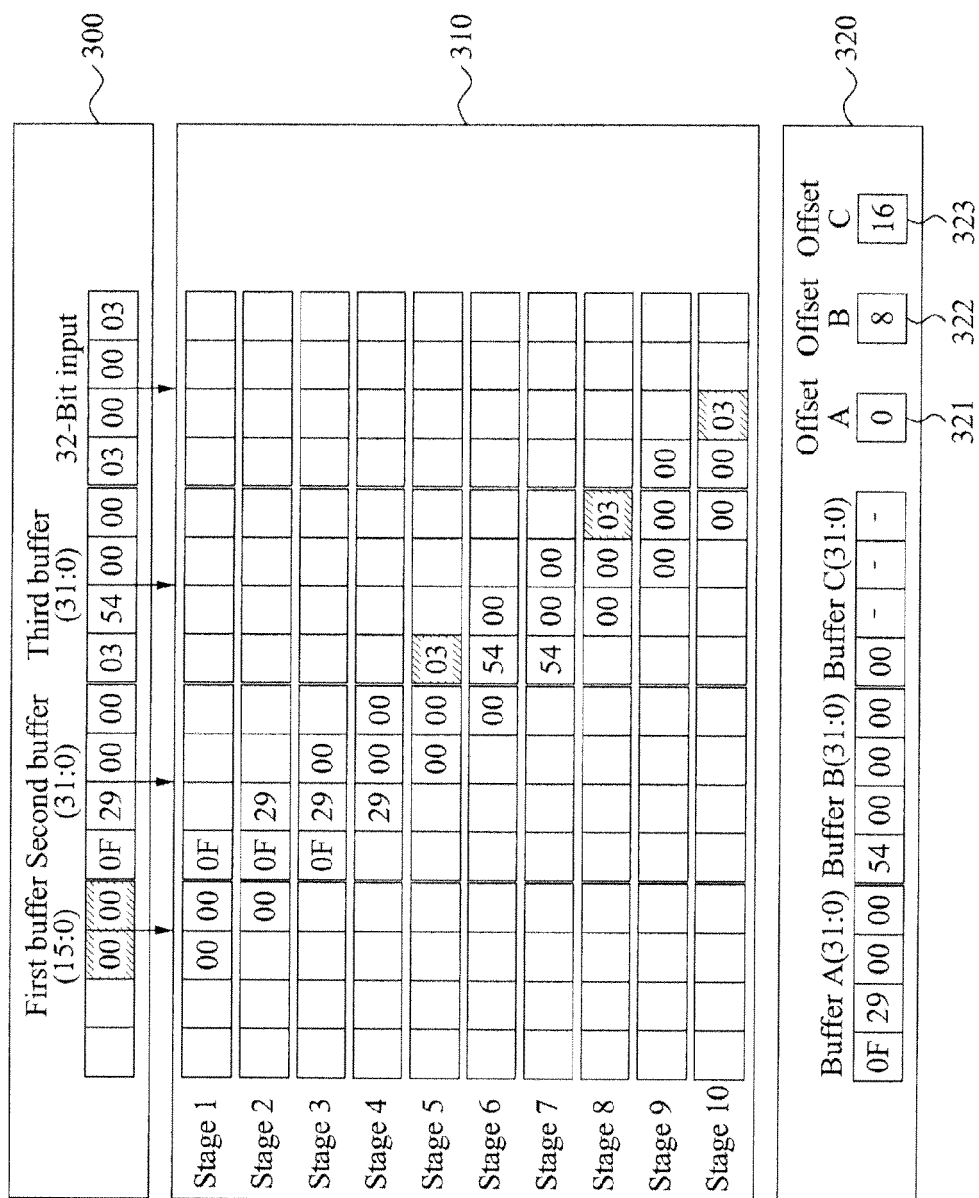 First buffer Second buffer Third buffer 32-Bit input
(15:0) (31:0) (31:0)
00 00 0F 29 00 00 03 54 00 00 03 00 00 03
300
Stage 1 00 00 0F
Stage 2 00 0F 29
Stage 3 0F 29 00
Stage 4 29 00 00
Stage 5 00 00 03
Stage 6 00 54 00
Stage 7 54 00 00
Stage 8 00 00 03
Stage 9 00 00 00
Stage 10 00 00 03
310
Buffer A(31:0) Buffer B(31:0) Buffer C(31:0)
0F 29 00 00 54 00 00 00 00 - - -
Offset A Offset B Offset C
0 8 16
321 322 323
320